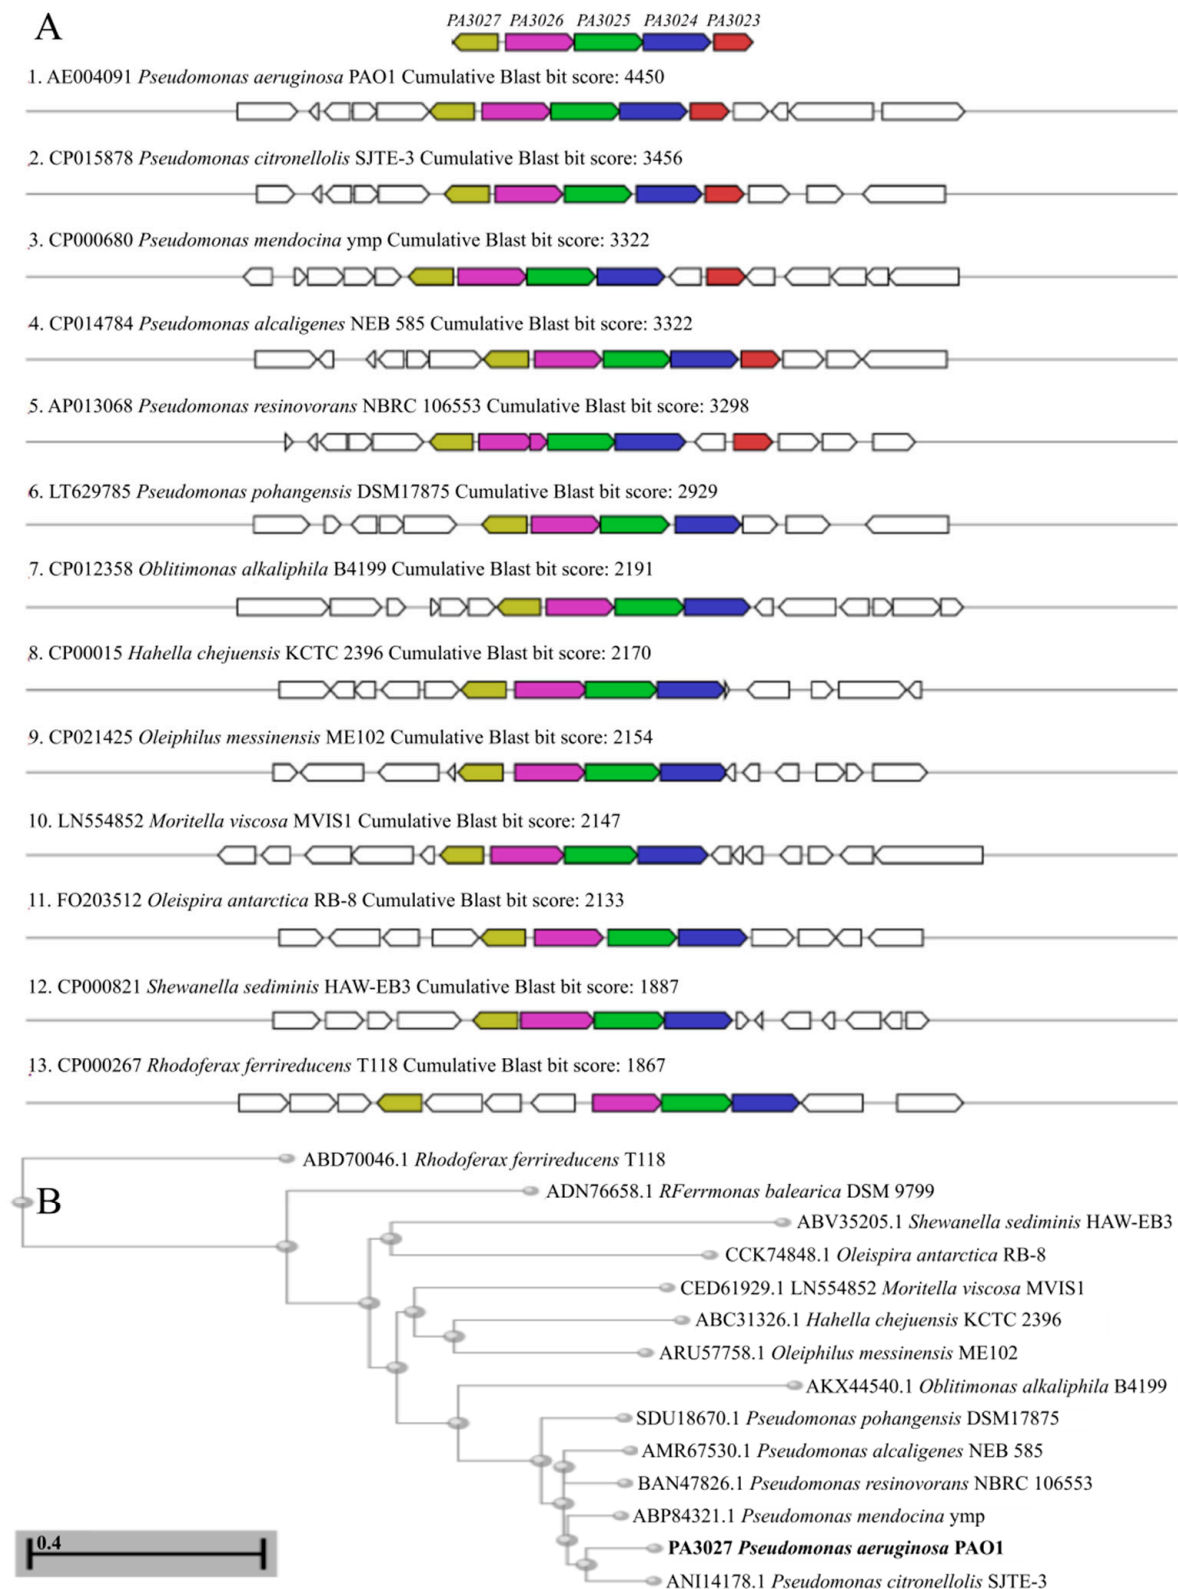 A
PA3027 PA3026 PA3025 PA3024 PA3023
1. AE004091 Pseudomonas aeruginosa PAO1 Cumulative Blast bit score: 4450
2. CP015878 Pseudomonas citronellolis SJTE-3 Cumulative Blast bit score: 3456
3. CP000680 Pseudomonas mendocina ymp Cumulative Blast bit score: 3322
4. CP014784 Pseudomonas alcaligenes NEB 585 Cumulative Blast bit score: 3322
5. AP013068 Pseudomonas resinovorans NBRC 106553 Cumulative Blast bit score: 3298
6. LT629785 Pseudomonas pohangensis DSM17875 Cumulative Blast bit score: 2929
7. CP012358 Oblitimonas alkaliphila B4199 Cumulative Blast bit score: 2191
8. CP00015 Hahella chejuensis KCTC 2396 Cumulative Blast bit score: 2170
9. CP021425 Oleiphilus messinensis ME102 Cumulative Blast bit score: 2154
10. LN554852 Moritella viscosa MVIS1 Cumulative Blast bit score: 2147
11. FO203512 Oleispira antarctica RB-8 Cumulative Blast bit score: 2133
12. CP000821 Shewanella sediminis HAW-EB3 Cumulative Blast bit score: 1887
13. CP000267 Rhodoferax ferrireducens T118 Cumulative Blast bit score: 1867
B
ABD70046.1 Rhodoferax ferrireducens T118
ADN76658.1 RFerrmonas balearica DSM 9799
ABV35205.1 Shewanella sediminis HAW-EB3
CCK74848.1 Oleispira antarctica RB-8
CED61929.1 LN554852 Moritella viscosa MVIS1
ABC31326.1 Hahella chejuensis KCTC 2396
ARU57758.1 Oleiphilus messinensis ME102
AKX44540.1 Oblitimonas alkaliphila B4199
SDU18670.1 Pseudomonas pohangensis DSM17875
AMR67530.1 Pseudomonas alcaligenes NEB 585
BAN47826.1 Pseudomonas resinovorans NBRC 106553
ABP84321.1 Pseudomonas mendocina ymp
PA3027 Pseudomonas aeruginosa PAO1
ANI14178.1 Pseudomonas citronellolis SJTE-3
0.4